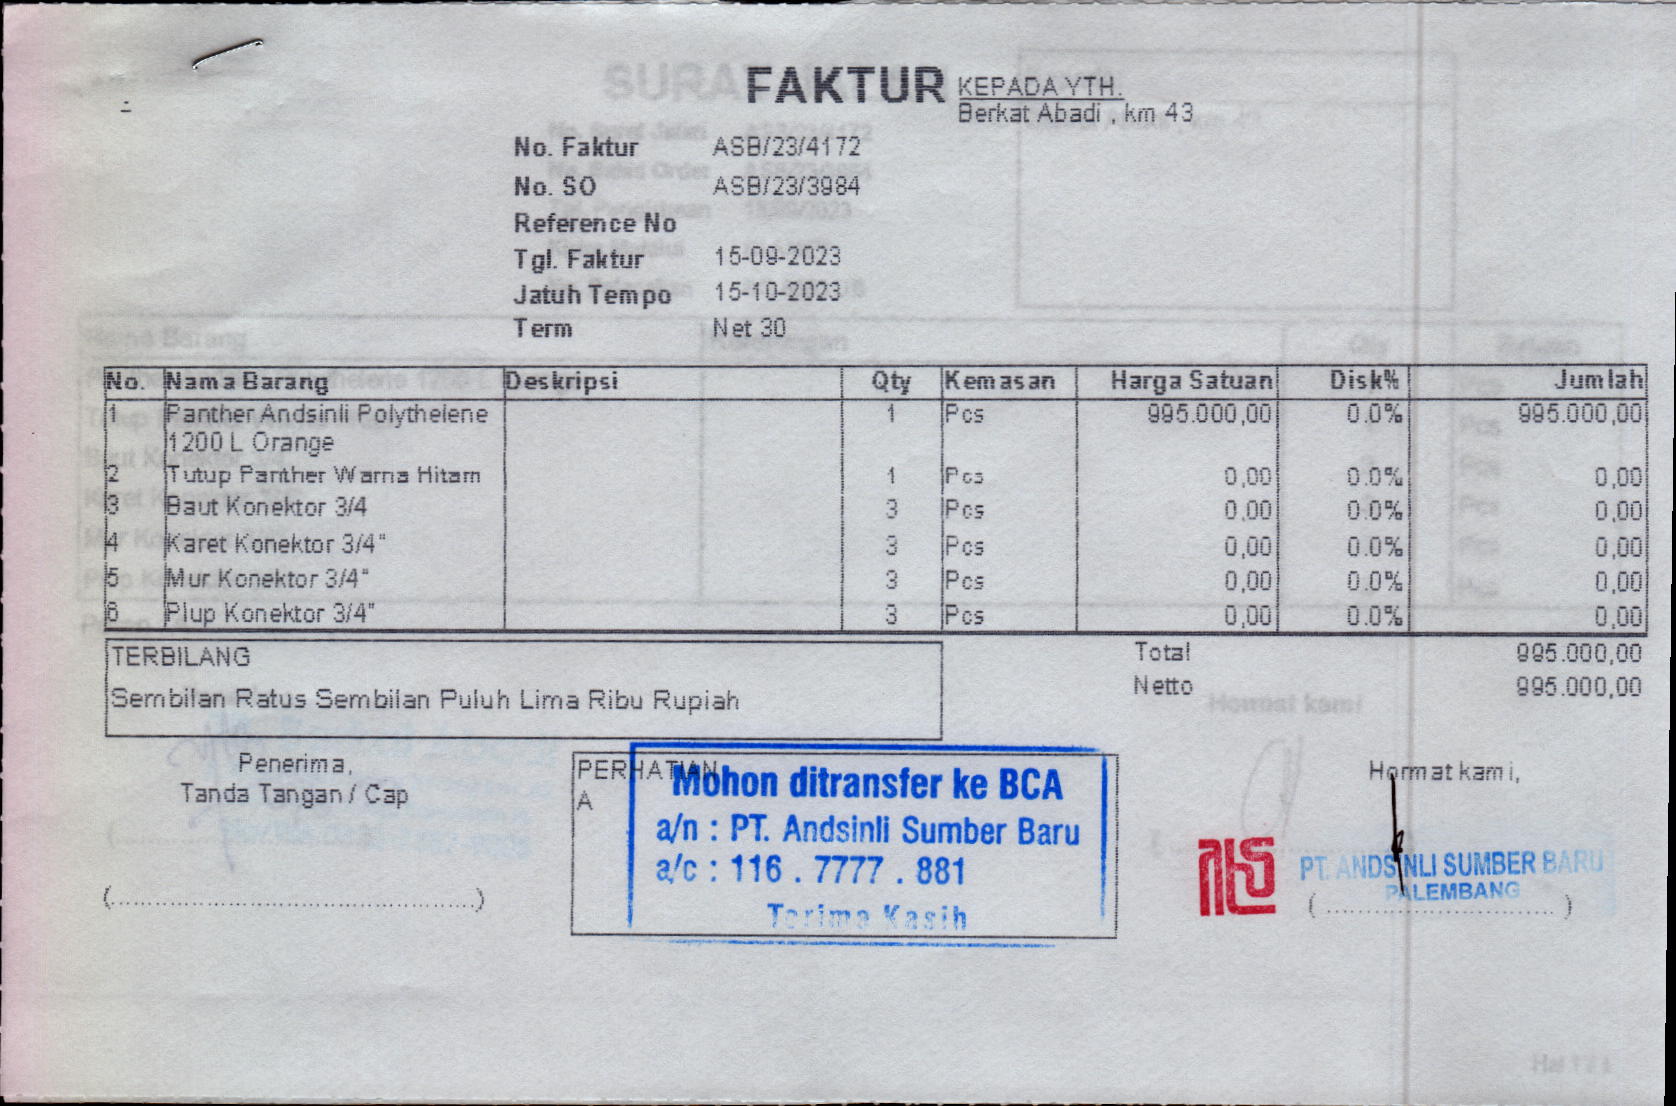 FAKTUR
KEPADA YTH.
Berkat Abadi , km 43
No. Faktur ASB/23/4172
No. SO ASB/23/3984
Reference No
Tgl. Faktur 15-09-2023
Jatuh Tempo 15-10-2023
Term Net 30
No. Nama Barang Deskripsi Qty Kemasan Harga Satuan Disk% Jumlah
1 Panther Andsinli Polythelene 1 Pcs 995.000,00 0.0% 995.000,00
1200 L Orange
2 Tutup Panther Warna Hitam 1 Pcs 0,00 0.0% 0,00
3 Baut Konektor 3/4 3 Pcs 0,00 0.0% 0,00
4 Karet Konektor 3/4" 3 Pcs 0,00 0.0% 0,00
5 Mur Konektor 3/4" 3 Pcs 0,00 0.0% 0,00
6 Plup Konektor 3/4" 3 Pcs 0,00 0.0% 0,00
TERBILANG
Sembilan Ratus Sembilan Puluh Lima Ribu Rupiah
Total 995.000,00
Netto 995.000,00
Penerima,
Tanda Tangan / Cap
(..............................................)
PERHATIAN
A
Mohon ditransfer ke BCA
a/n : PT. Andsinli Sumber Baru
a/c : 116 . 7777 . 881
Terima Kasih
Hormat kami,
PT. ANDSINLI SUMBER BARU
PALEMBANG
( ............................. )